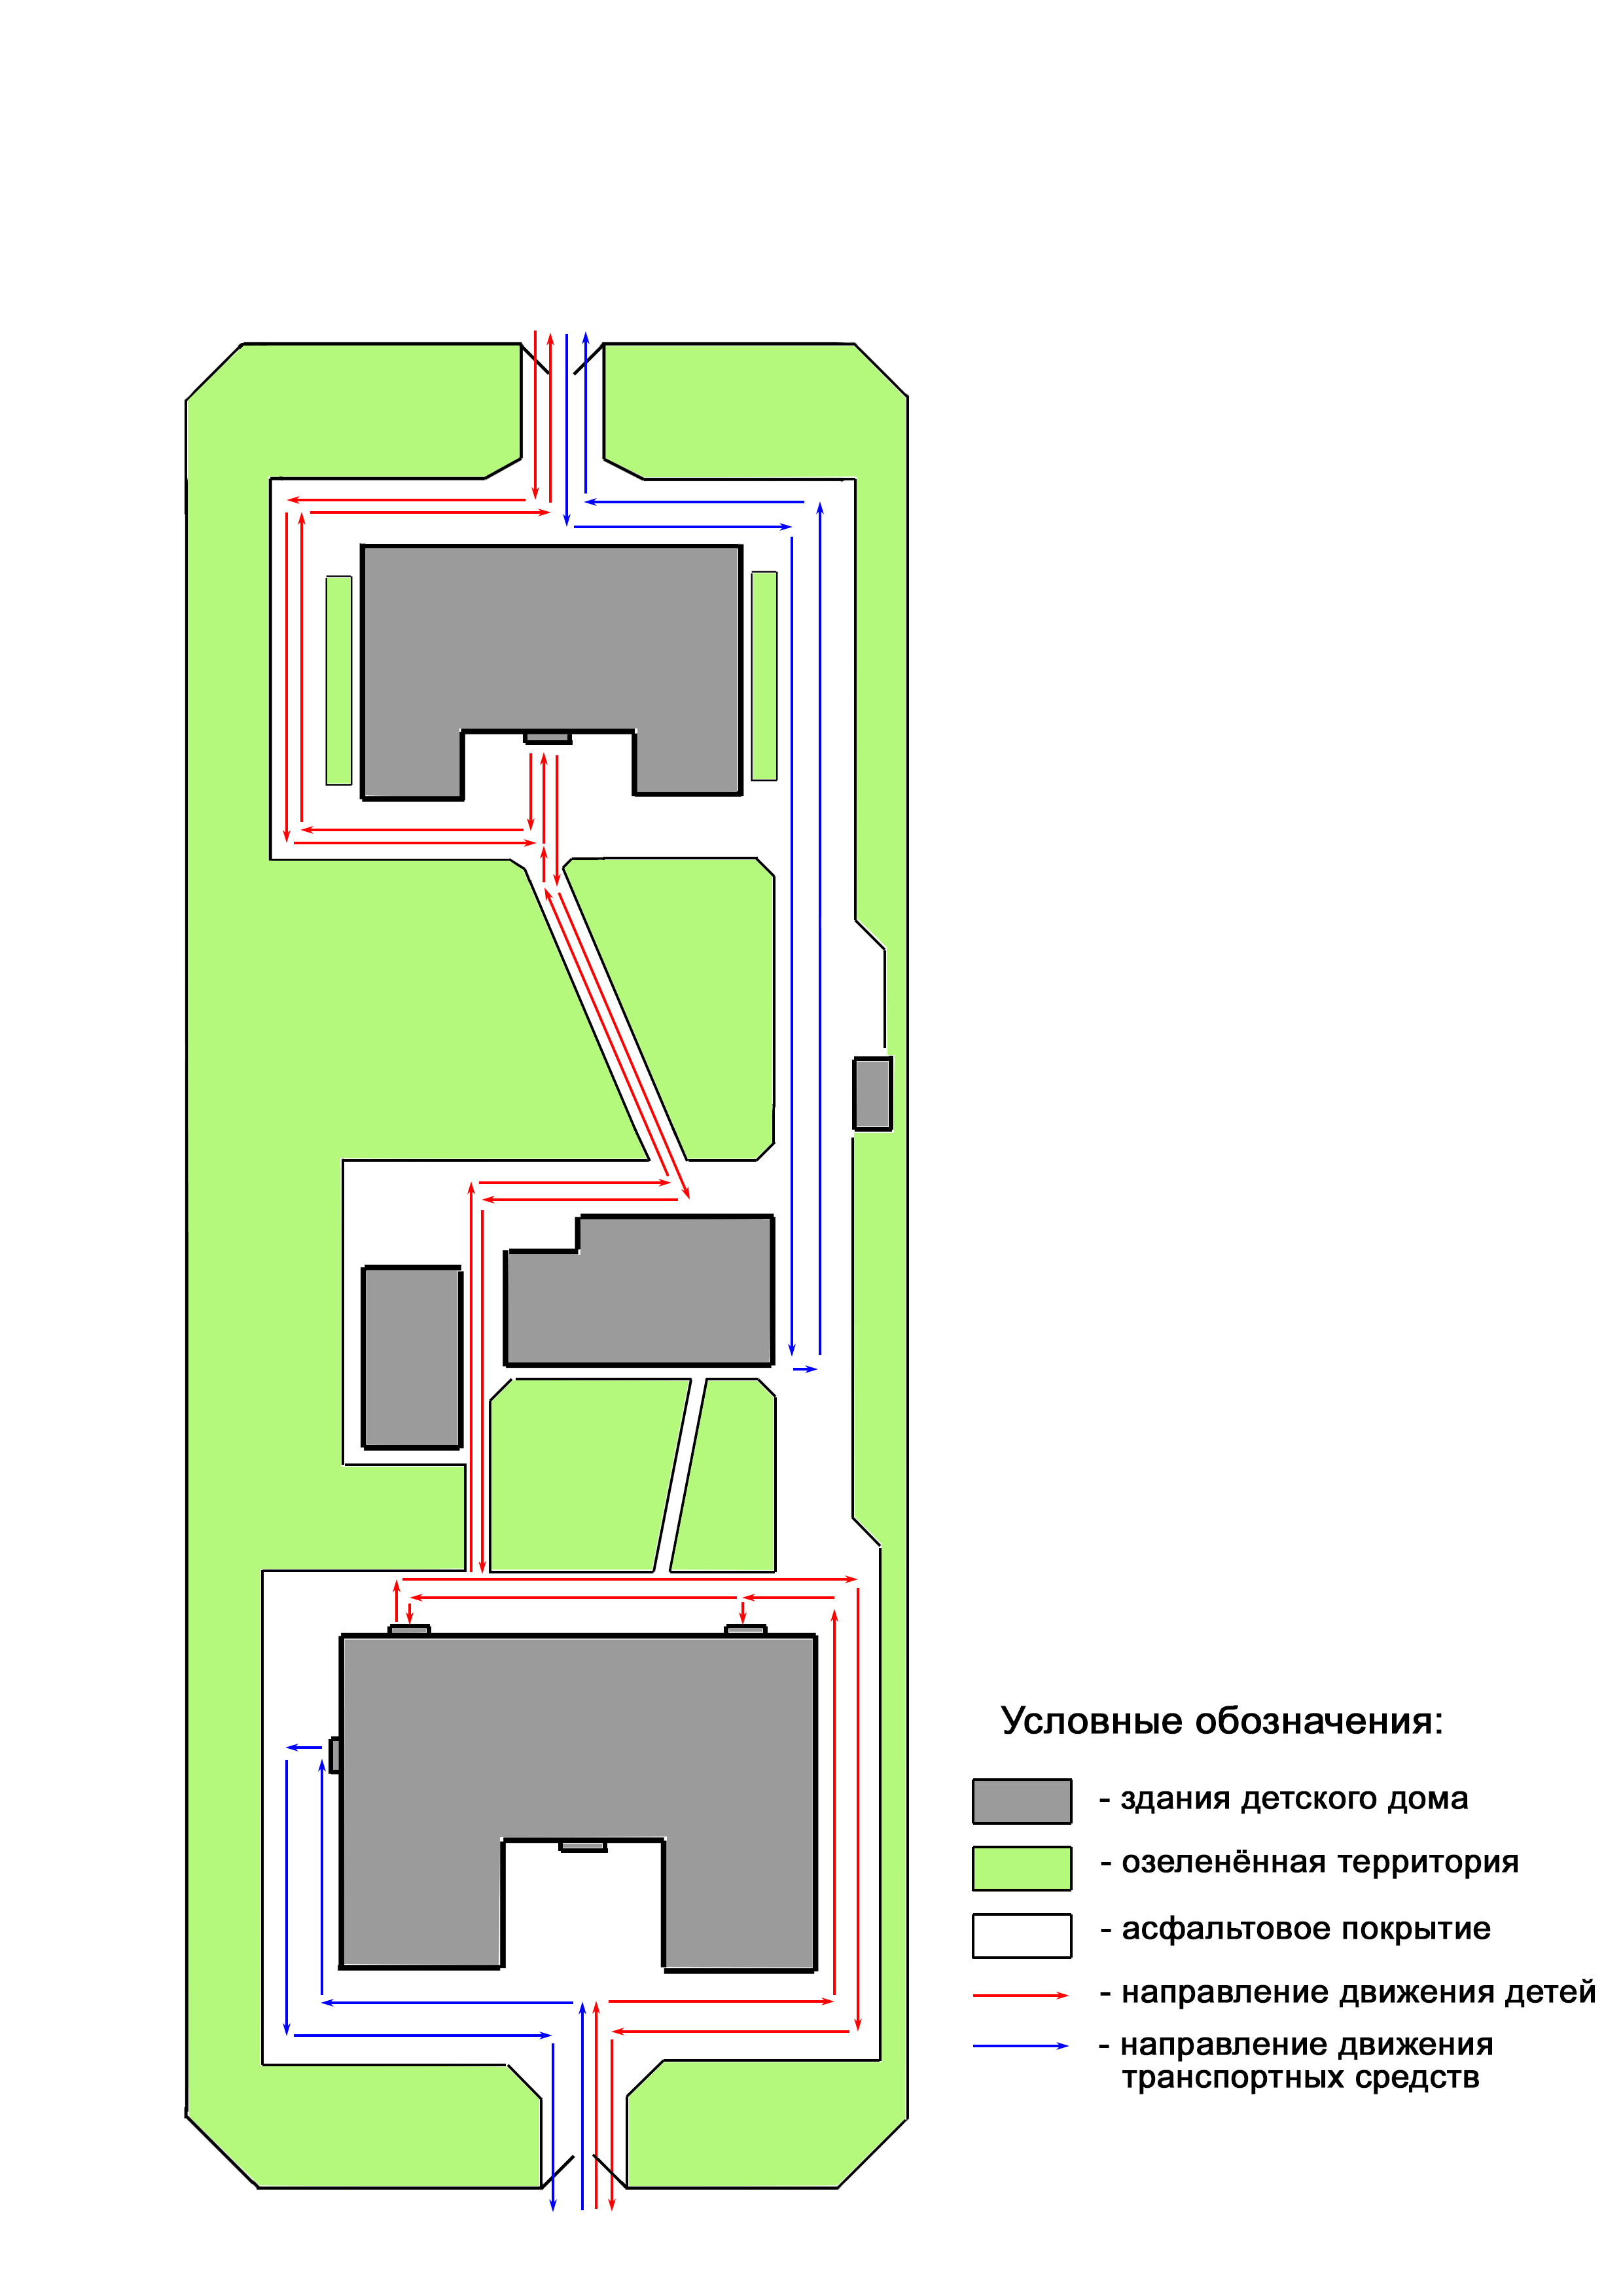 Условные обозначения:
- здания детского дома
- озеленённая территория
- асфальтовое покрытие
- направление движения детей
- направление движения
транспортных средств